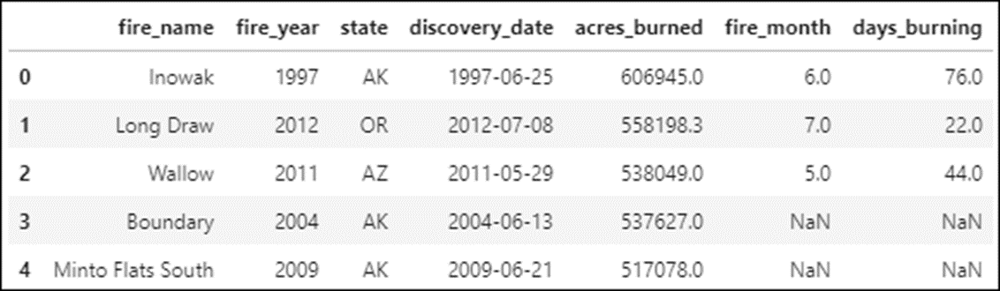 fire_name fire_year state discovery_date acres_burned fire_month days_burning
0 Inowak 1997 AK 1997-06-25 606945.0 6.0 76.0
1 Long Draw 2012 OR 2012-07-08 558198.3 7.0 22.0
2 Wallow 2011 AZ 2011-05-29 538049.0 5.0 44.0
3 Boundary 2004 AK 2004-06-13 537627.0 NaN NaN
4 Minto Flats South 2009 AK 2009-06-21 517078.0 NaN NaN